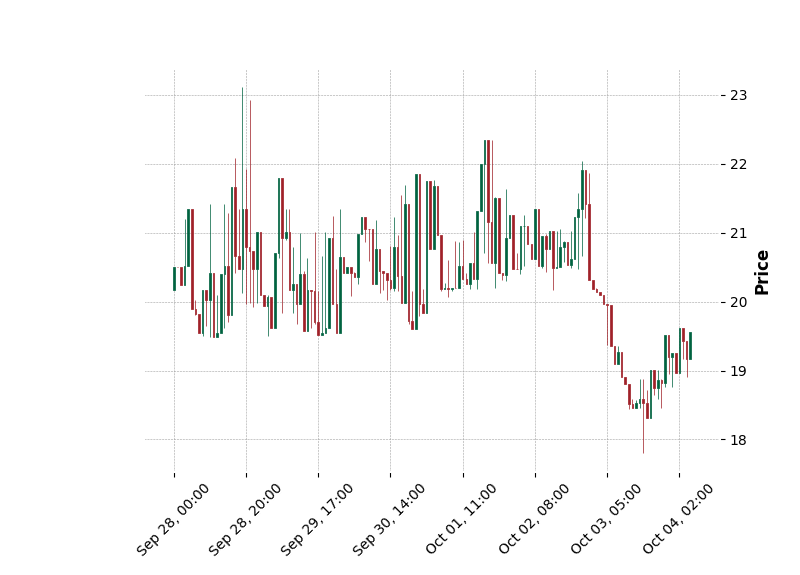 23
22
21
20
19
18
Price
Sep 28, 00:00
Sep 28, 20:00
Sep 29, 17:00
Sep 30, 14:00
Oct 01, 11:00
Oct 02, 08:00
Oct 03, 05:00
Oct 04, 02:00